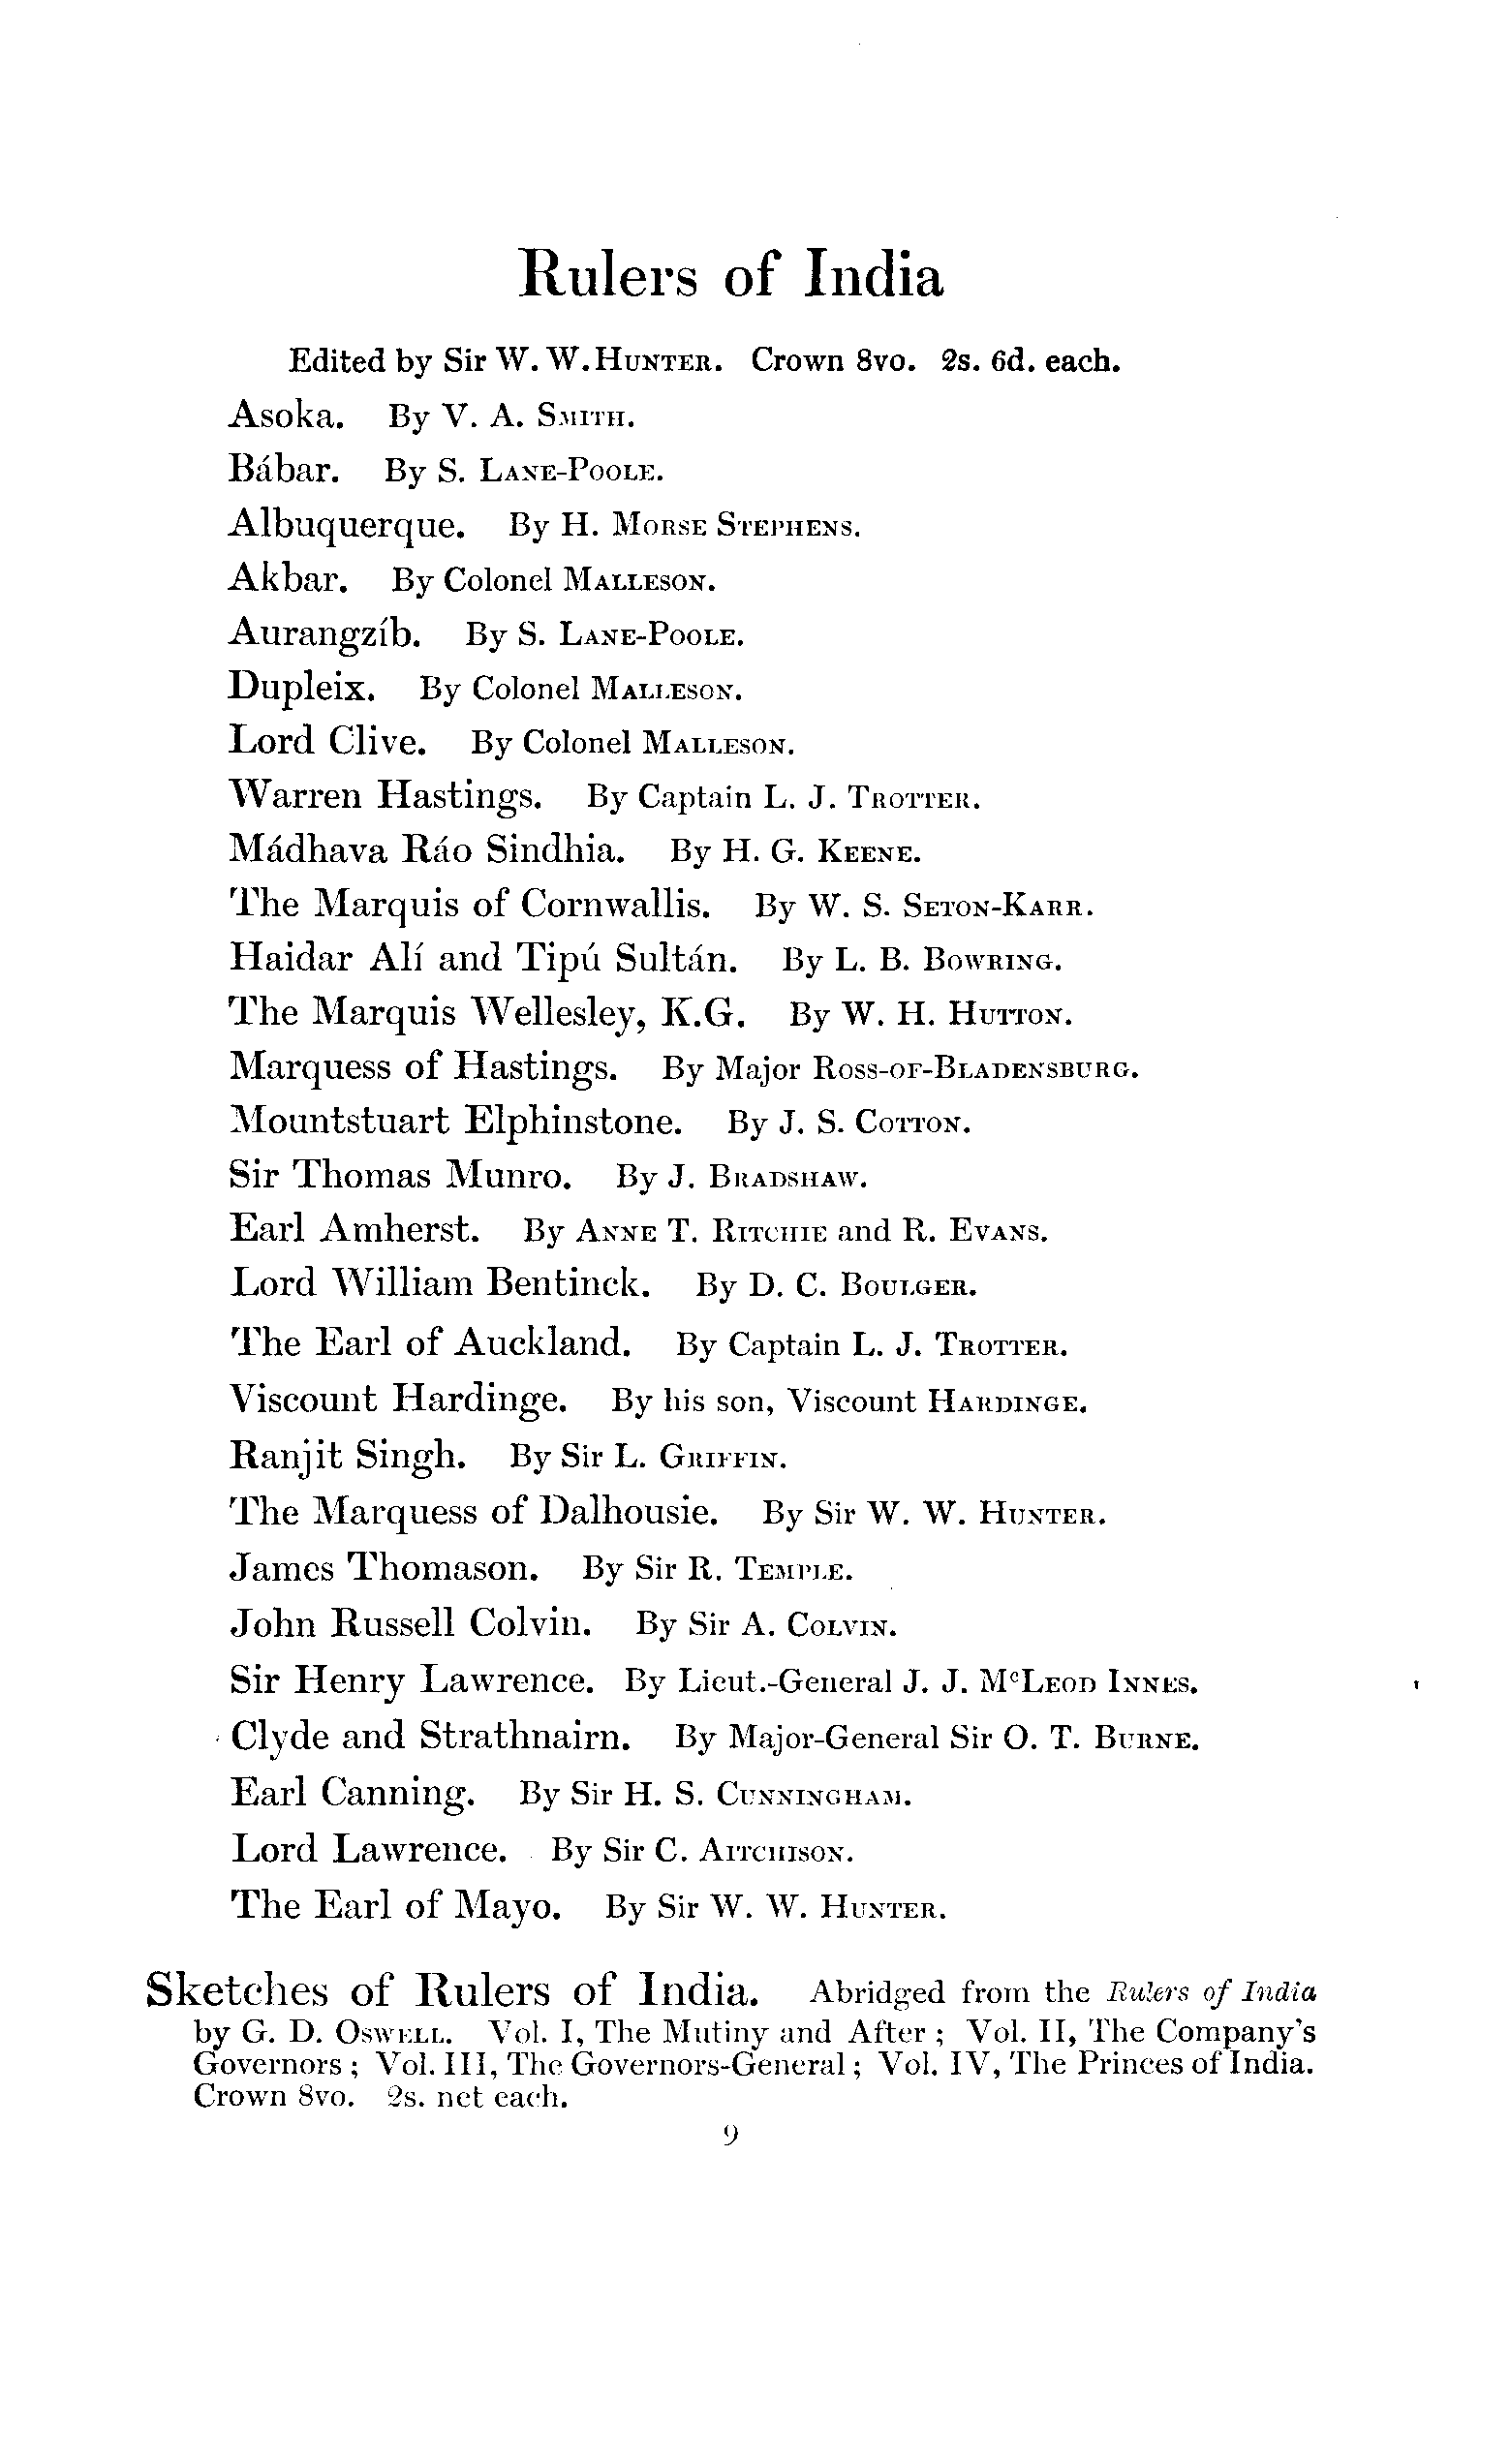 Rulers of India
Edited by Sir W. W. HUNTER. Crown 8vo. 2s. 6d. each.
Asoka. By V. A. SMITH.
Bábar. By S. LANE-POOLE.
Albuquerque. By H. MORSE STEPHENS.
Akbar. By Colonel MALLESON.
Aurangzíb. By S. LANE-POOLE.
Dupleix. By Colonel MALLESON.
Lord Clive. By Colonel MALLESON.
Warren Hastings. By Captain L. J. TROTTER.
Mádhava Ráo Sindhia. By H. G. KEENE.
The Marquis of Cornwallis. By W. S. SETON-KARR.
Haidar Alí and Tipú Sultán. By L. B. BOWRING.
The Marquis Wellesley, K.G. By W. H. HUTTON.
Marquess of Hastings. By Major ROSS-OF-BLADENSBURG.
Mountstuart Elphinstone. By J. S. COTTON.
Sir Thomas Munro. By J. BRADSHAW.
Earl Amherst. By ANNE T. RITCHIE and R. EVANS.
Lord William Bentinck. By D. C. BOULGER.
The Earl of Auckland. By Captain L. J. TROTTER.
Viscount Hardinge. By his son, Viscount HARDINGE.
Ranjit Singh. By Sir L. GRIFFIN.
The Marquess of Dalhousie. By Sir W. W. HUNTER.
James Thomason. By Sir R. TEMPLE.
John Russell Colvin. By Sir A. COLVIN.
Sir Henry Lawrence. By Lieut.-General J. J. McLEOD INNES.
Clyde and Strathnairn. By Major-General Sir O. T. BURNE.
Earl Canning. By Sir H. S. CUNNINGHAM.
Lord Lawrence. By Sir C. AITCHISON.
The Earl of Mayo. By Sir W. W. HUNTER.
Sketches of Rulers of India. Abridged from the Rulers of India
by G. D. OSWELL. Vol. I, The Mutiny and After; Vol. II, The Company's
Governors; Vol. III, The Governors-General; Vol. IV, The Princes of India.
Crown 8vo. 2s. net each.
9